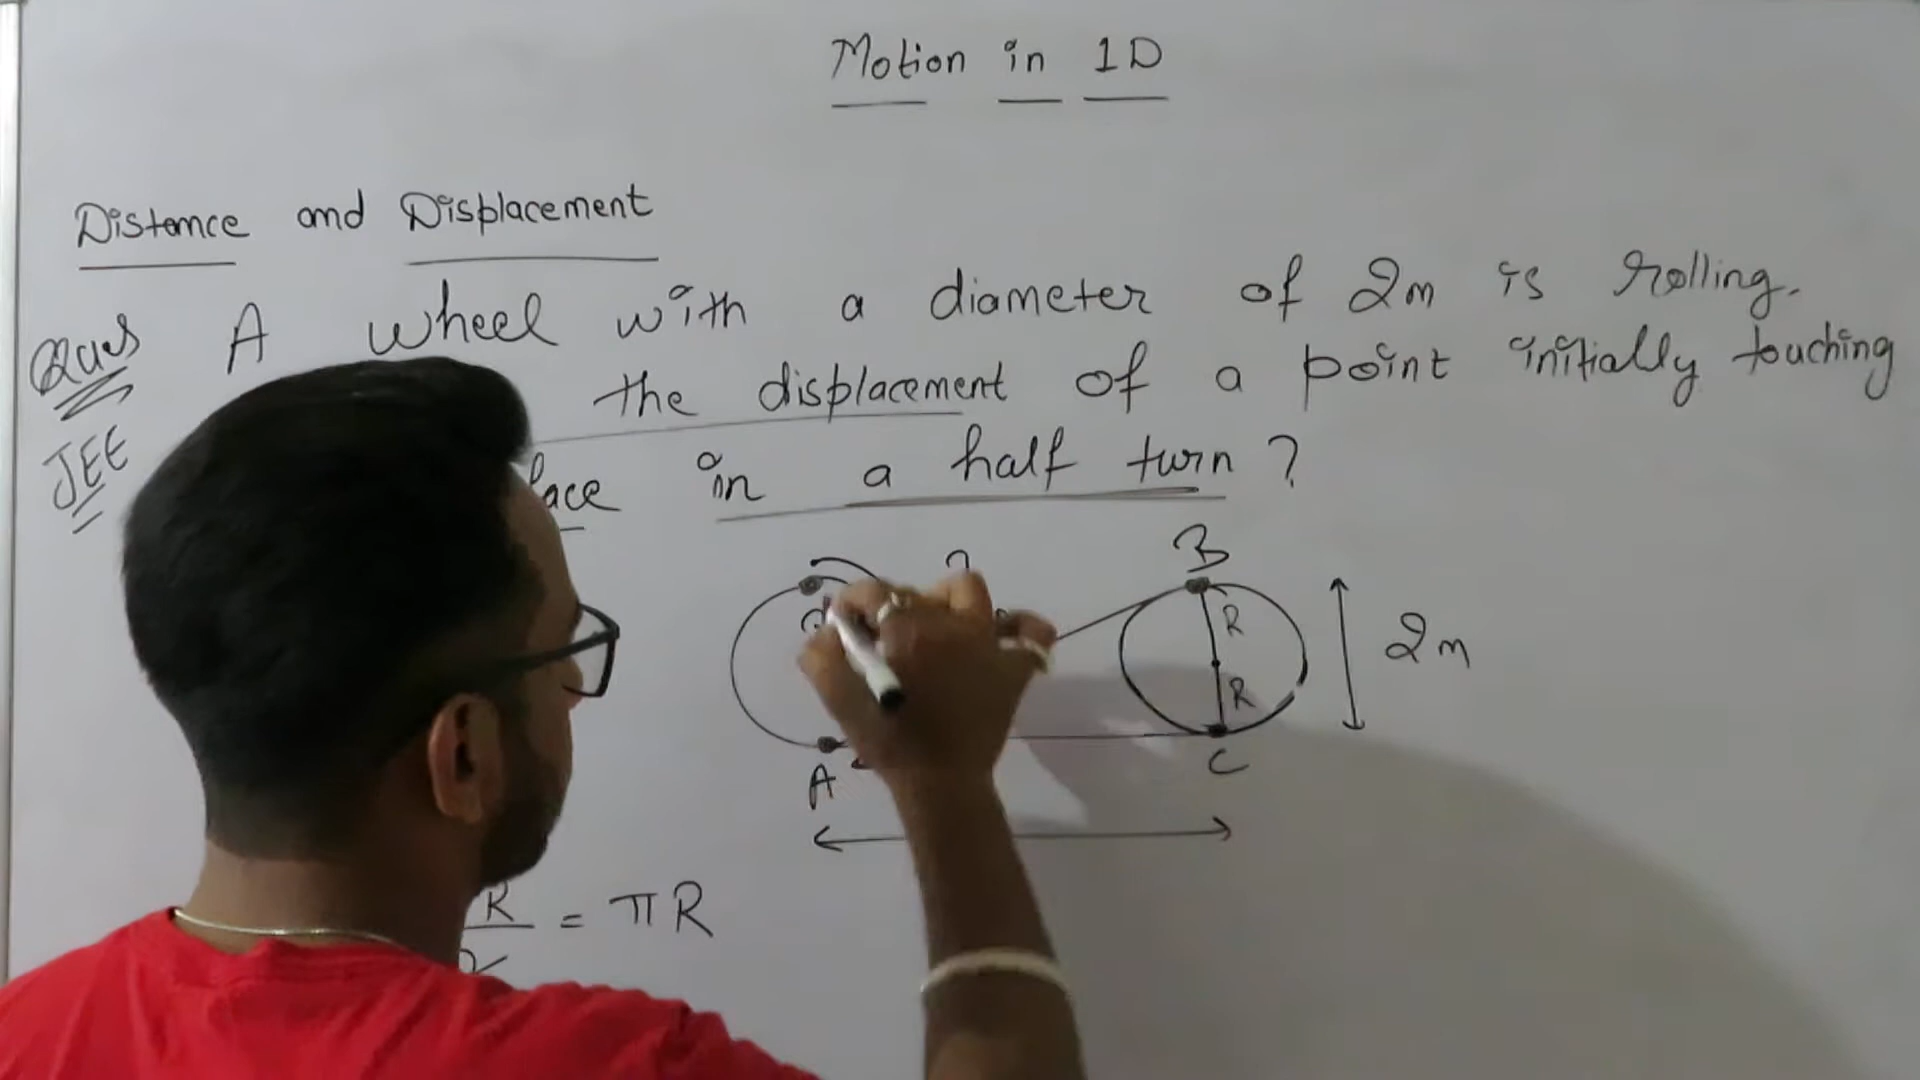 Motion in 1D
Distance and Displacement
Ques A wheel with a diameter of 2m is rolling.
JEE the displacement of a point initially touching
in a half turn ?
B
R
R
2m
A
C
R = πR
2